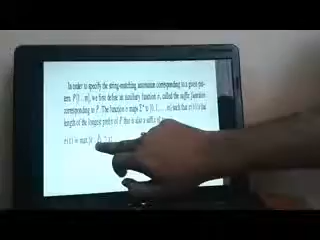 In order to specify the string-matching automaton corresponding to a given pat-
tern P[1 . . m], we first define an auxiliary function σ, called the suffix function
corresponding to P. The function σ maps Σ* to {0, 1, . . . , m} such that σ(x) is the
length of the longest prefix of P that is also a suffix of
σ(x) = max {k